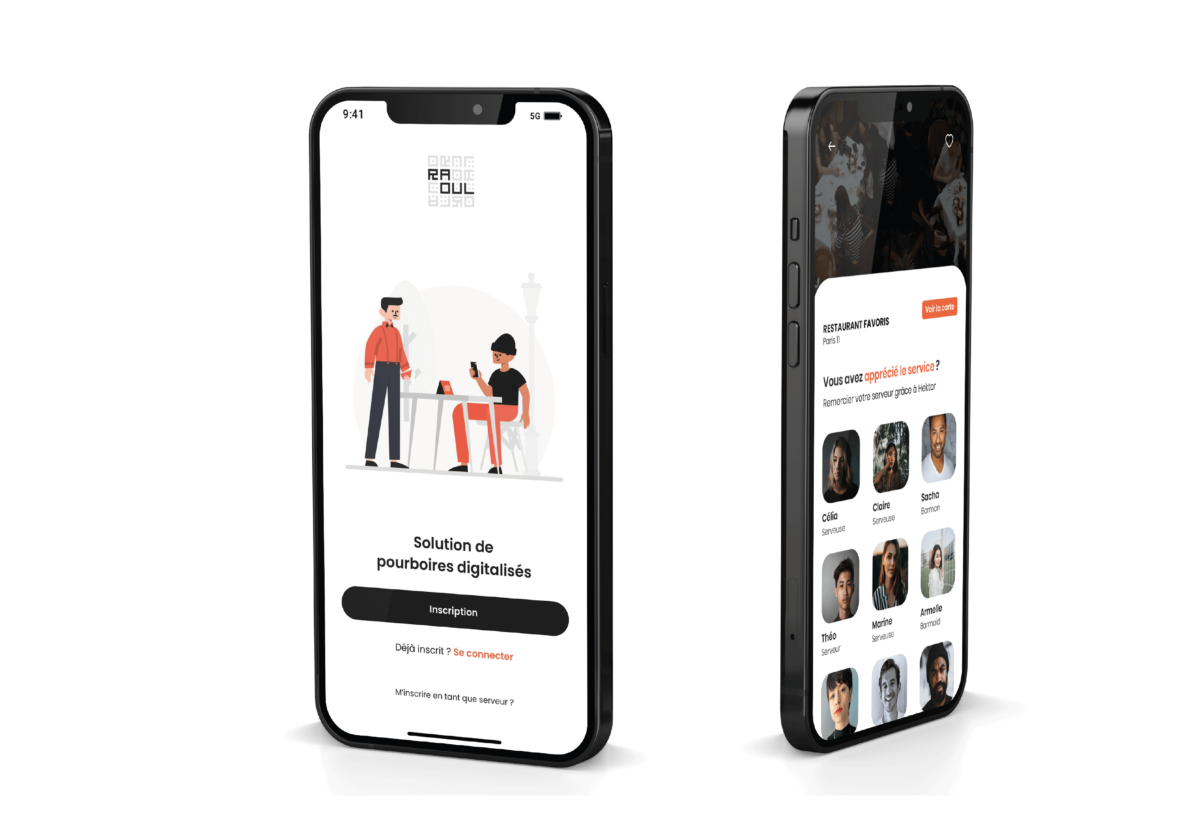 9:41
5G
RA
OUL
Solution de
pourboires digitalisés
Inscription
Déjà inscrit ? Se connecter
M'inscrire en tant que serveur ?
Voir la carte
RESTAURANT FAVORIS
Paris 11
Vous avez apprécié le service ?
Remercier votre serveur grâce à Hektor
Célia
Serveuse
Claire
Serveuse
Sacha
Barman
Théo
Serveur
Marine
Serveuse
Armelle
Barmaid